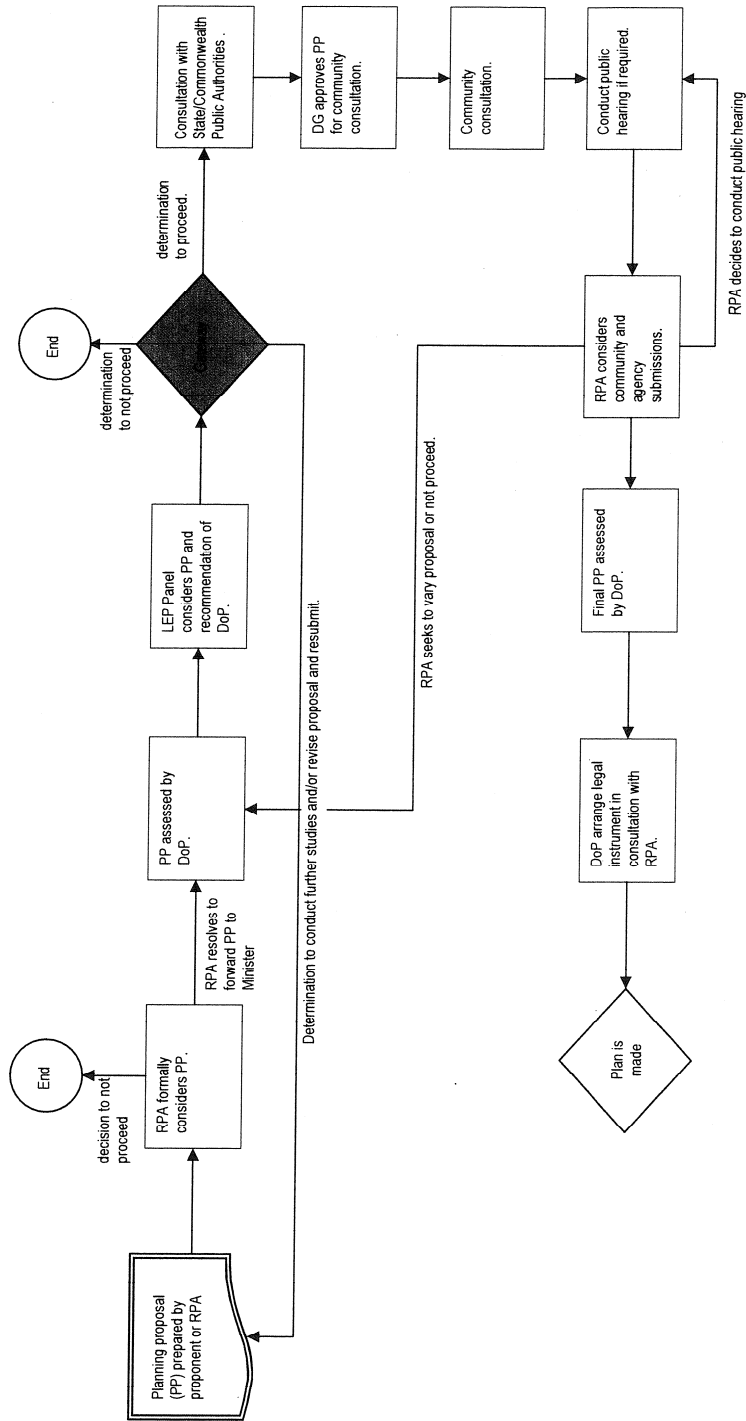 Planning proposal
(PP) prepared by
proponent or RPA
RPA formally
considers PP.
decision to not
proceed
End
RPA resolves to
forward PP to
Minister
PP assessed by
DoP.
LEP Panel
considers PP and
recommendation of
DoP.
determination
to not proceed
End
determination
to proceed.
Determination to conduct further studies and/or revise proposal and resubmit.
Consultation with
State/Commonwealth
Public Authorities .
DG approves PP
for community
consultation.
Community
consultation.
Conduct public
hearing if required.
RPA decides to conduct public hearing
RPA considers
community and
agency
submissions.
RPA seeks to vary proposal or not proceed.
Final PP assessed
by DoP.
DoP arrange legal
instrument in
consultation with
RPA.
Plan is
made